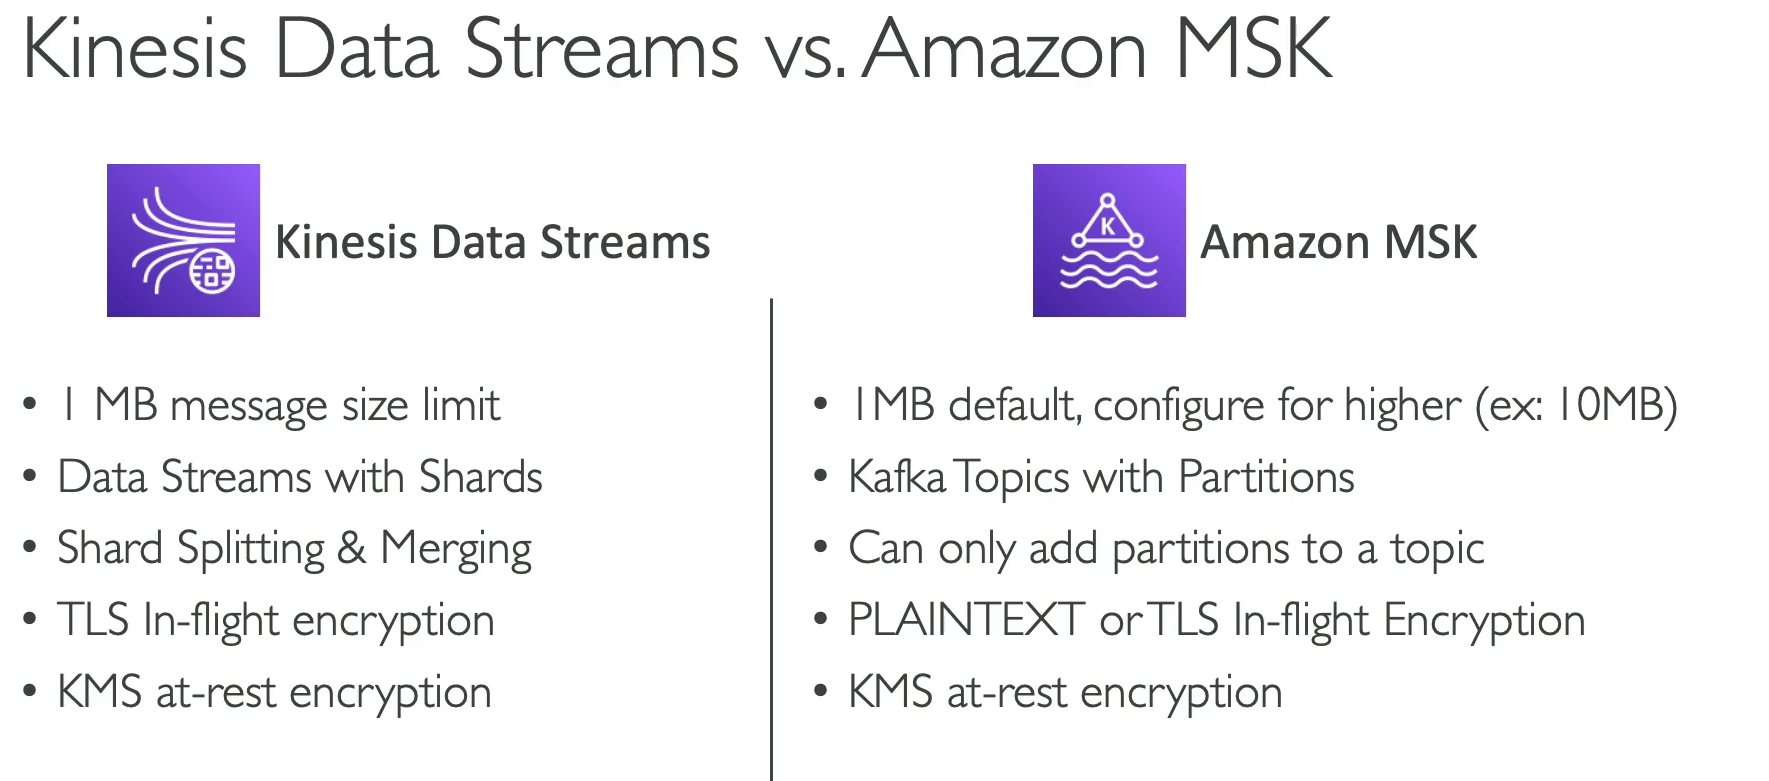 Kinesis Data Streams vs. Amazon MSK
Kinesis Data Streams
• 1 MB message size limit
• Data Streams with Shards
• Shard Splitting & Merging
• TLS In-flight encryption
• KMS at-rest encryption
K
Amazon MSK
• 1MB default, configure for higher (ex: 10MB)
• Kafka Topics with Partitions
• Can only add partitions to a topic
• PLAINTEXT or TLS In-flight Encryption
• KMS at-rest encryption